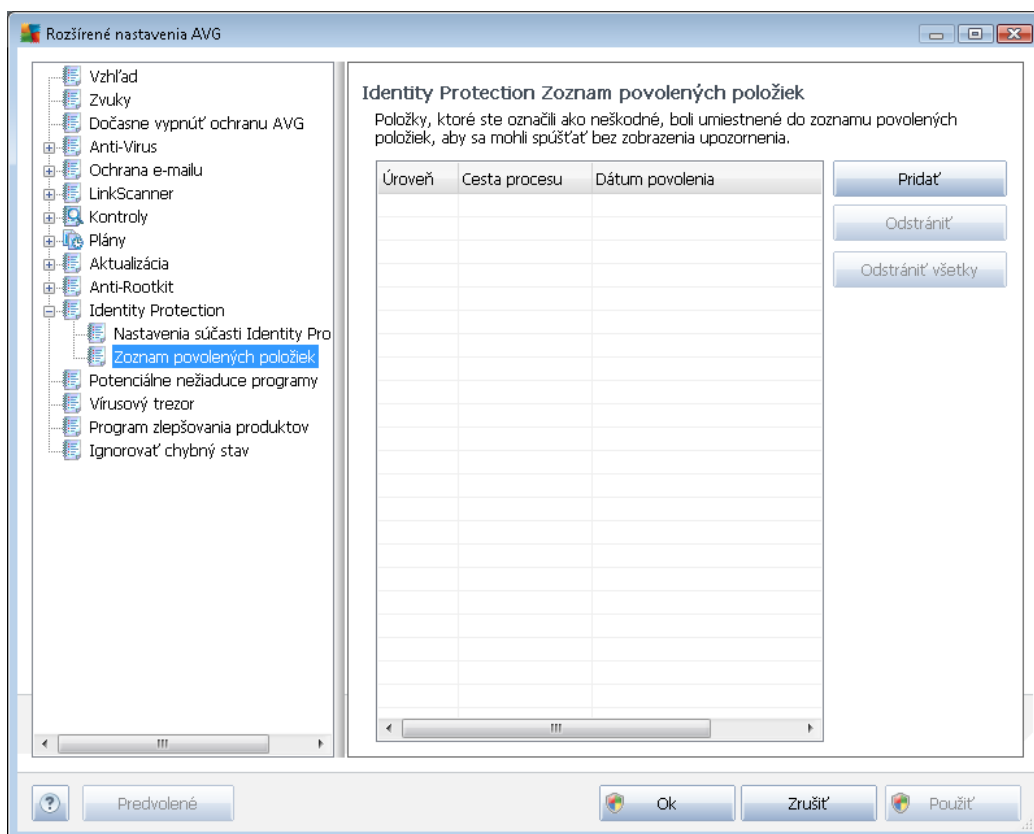 Rozšírené nastavenia AVG
Vzhľad
Zvuky
Dočasne vypnúť ochranu AVG
Anti-Virus
Ochrana e-mailu
LinkScanner
Kontroly
Plány
Aktualizácia
Anti-Rootkit
Identity Protection
Nastavenia súčasti Identity Pro
Zoznam povolených položiek
Potenciálne nežiaduce programy
Vírusový trezor
Program zlepšovania produktov
Ignorovať chybný stav
Identity Protection Zoznam povolených položiek
Položky, ktoré ste označili ako neškodné, boli umiestnené do zoznamu povolených
položiek, aby sa mohli spúšťať bez zobrazenia upozornenia.
Úroveň Cesta procesu Dátum povolenia
Pridať
Odstrániť
Odstrániť všetky
? Predvolené Ok Zrušiť Použiť